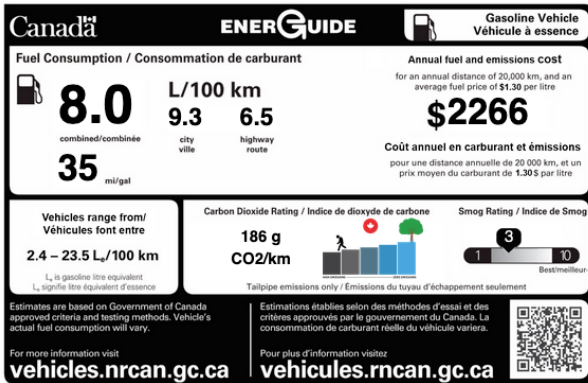 Canada
ENERGUIDE
Gasoline Vehicle
Véhicule à essence
Fuel Consumption / Consommation de carburant
8.0
combined/combinée
35 mi/gal
L/100 km
9.3 6.5
city highway
ville route
Annual fuel and emissions COST
for an annual distance of 20,000 km, and an
average fuel price of $1.30 per litre
$2266
Coût annuel en carburant et émissions
pour une distance annuelle de 20 000 km, et un
prix moyen du carburant de 1.30 $ par litre
Vehicles range from/
Véhicules font entre
2.4 – 23.5 Lₑ/100 km
Lₑ is gasoline litre equivalent
Lₑ signifie litre équivalent d'essence
Carbon Dioxide Rating / Indice de dioxyde de carbone
186 g
CO2/km
Smog Rating / Indice de Smog
3
1 10
Best/meilleur
Tailpipe emissions only / Émissions du tuyau d'échappement seulement
Estimates are based on Government of Canada
approved criteria and testing methods. Vehicle's
actual fuel consumption will vary.
For more information visit
vehicles.nrcan.gc.ca
Estimations établies selon des méthodes d'essai et des
critères approuvés par le gouvernement du Canada. La
consommation de carburant réelle du véhicule variera.
Pour plus d'information visitez
vehicules.rncan.gc.ca